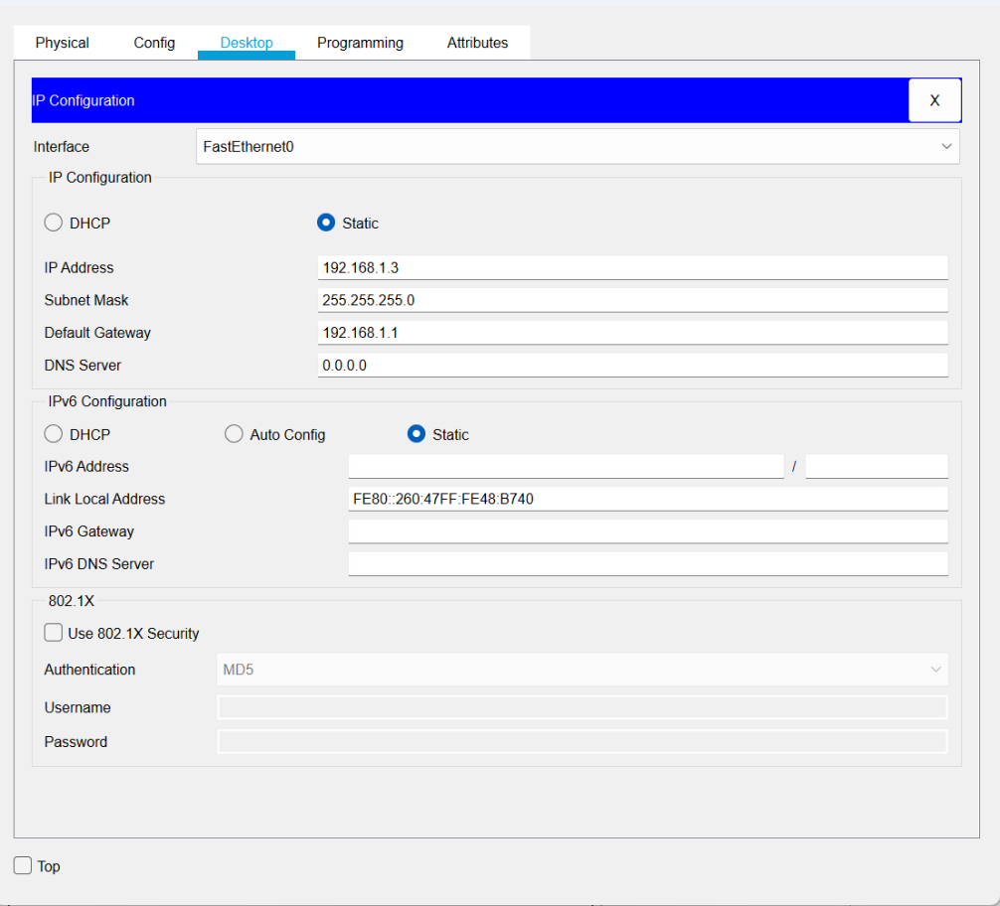 Physical Config Desktop Programming Attributes
IP Configuration X
Interface FastEthernet0
IP Configuration
DHCP Static
IP Address 192.168.1.3
Subnet Mask 255.255.255.0
Default Gateway 192.168.1.1
DNS Server 0.0.0.0
IPv6 Configuration
DHCP Auto Config Static
IPv6 Address /
Link Local Address FE80::260:47FF:FE48:B740
IPv6 Gateway
IPv6 DNS Server
802.1X
Use 802.1X Security
Authentication MD5
Username
Password
Top